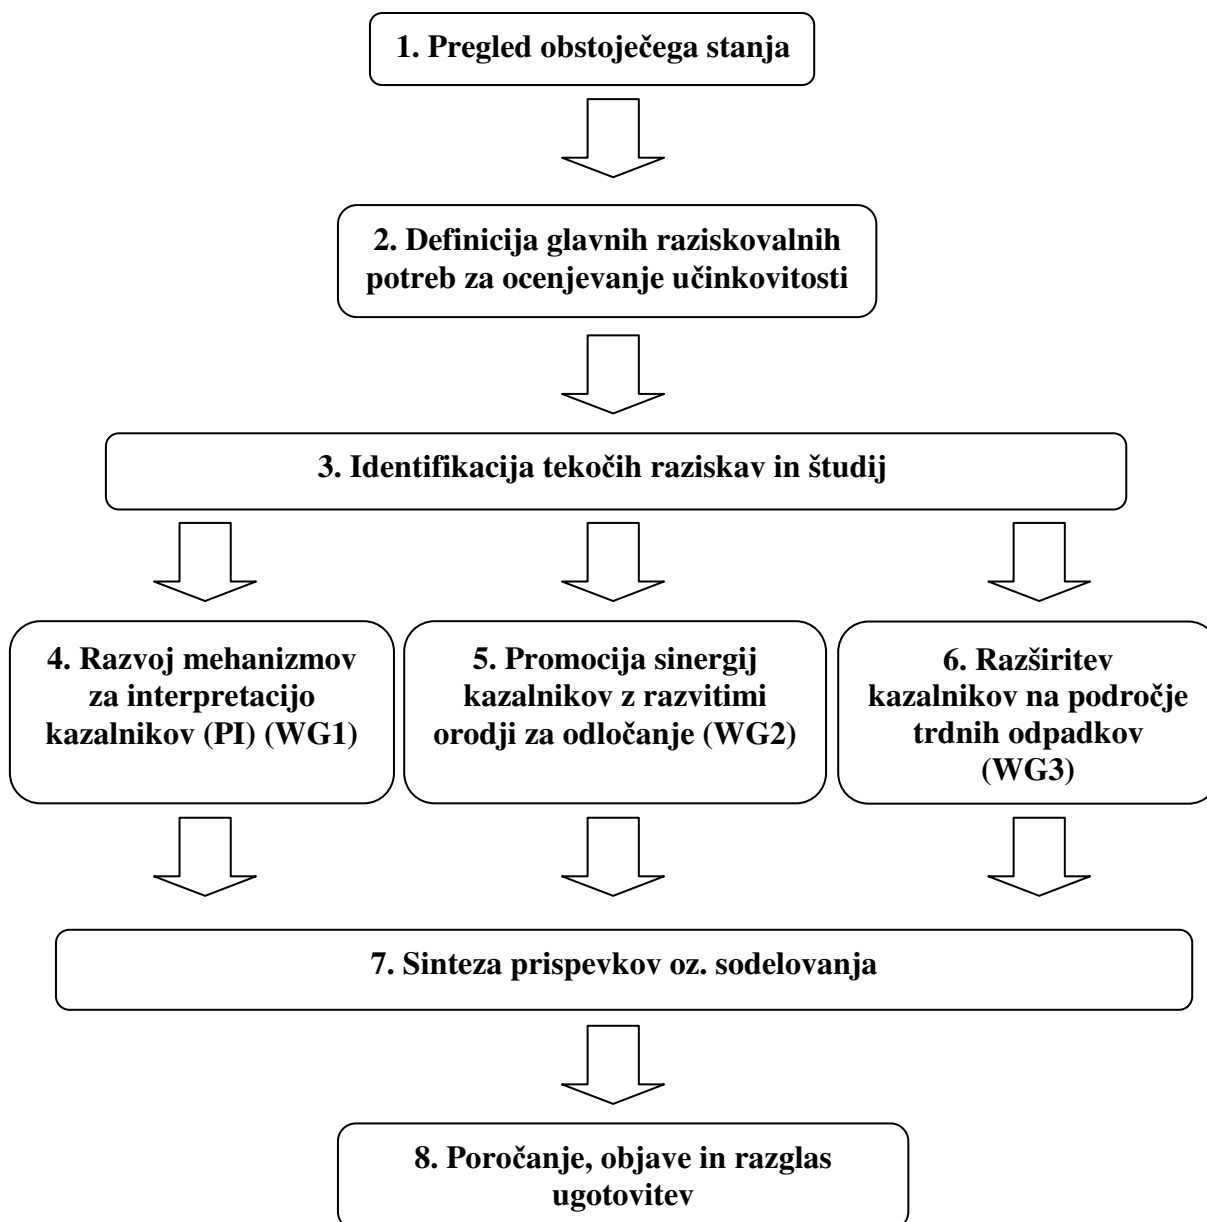 1. Pregled obstoječega stanja
2. Definicija glavnih raziskovalnih
potreb za ocenjevanje učinkovitosti
3. Identifikacija tekočih raziskav in študij
4. Razvoj mehanizmov
za interpretacijo
kazalnikov (PI) (WG1)
5. Promocija sinergij
kazalnikov z razvitimi
orodji za odločanje (WG2)
6. Razširitev
kazalnikov na področje
trdnih odpadkov
(WG3)
7. Sinteza prispevkov oz. sodelovanja
8. Poročanje, objave in razglas
ugotovitev